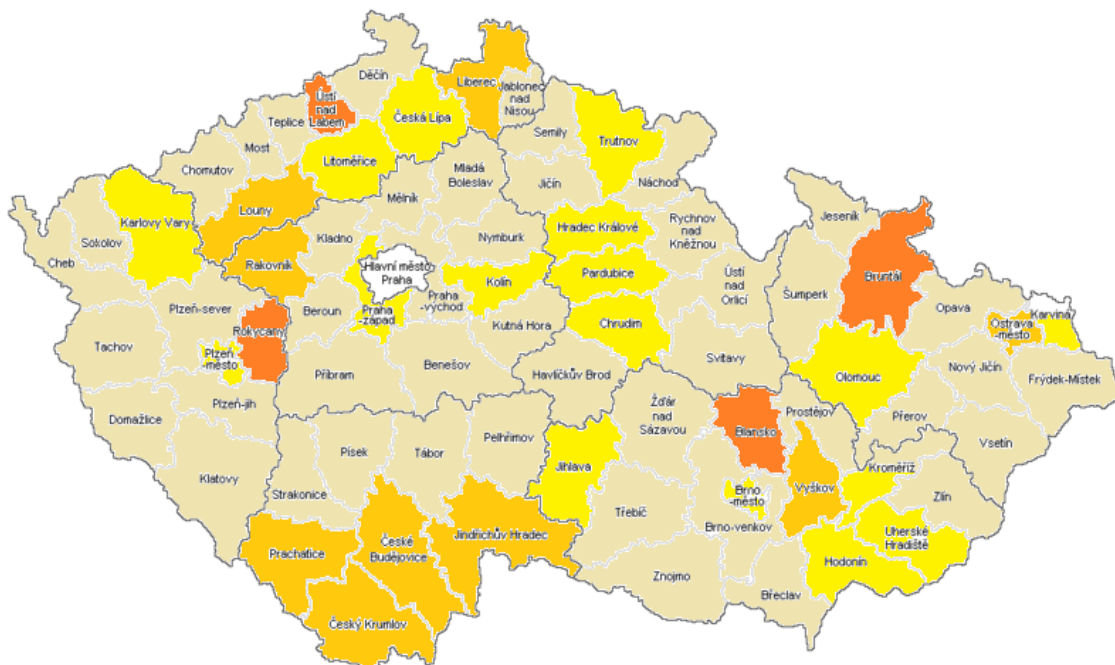 Děčín
Liberec
Jablonec
nad
Nisou
Ústí
nad
Labem
Teplice
Česká Lípa
Semily
Trutnov
Most
Litoměřice
Chomutov
Mladá
Boleslav
Jičín
Náchod
Mělník
Louny
Karlovy Vary
Sokolov
Cheb
Kladno
Nymburk
Hradec Králové
Rychnov
nad
Kněžnou
Jeseník
Rakovník
Hlavní město
Praha
Kolín
Pardubice
Ústí
nad
Orlicí
Šumperk
Bruntál
Opava
Karviná
Ostrava
-město
Plzeň-sever
Beroun
Praha
-západ
Praha
-východ
Kutná Hora
Chrudim
Rokycany
Tachov
Plzeň
-město
Příbram
Benešov
Havlíčkův Brod
Svitavy
Olomouc
Nový Jičín
Frýdek-Místek
Domažlice
Plzeň-jih
Žďár
nad
Sázavou
Blansko
Prostějov
Přerov
Vsetín
Klatovy
Písek
Tábor
Pelhřimov
Jihlava
Kroměříž
Strakonice
Třebíč
Brno
-město
Vyškov
Zlín
Brno-venkov
Prachatice
České
Budějovice
Jindřichův Hradec
Uherské
Hradiště
Hodonín
Znojmo
Břeclav
Český Krumlov